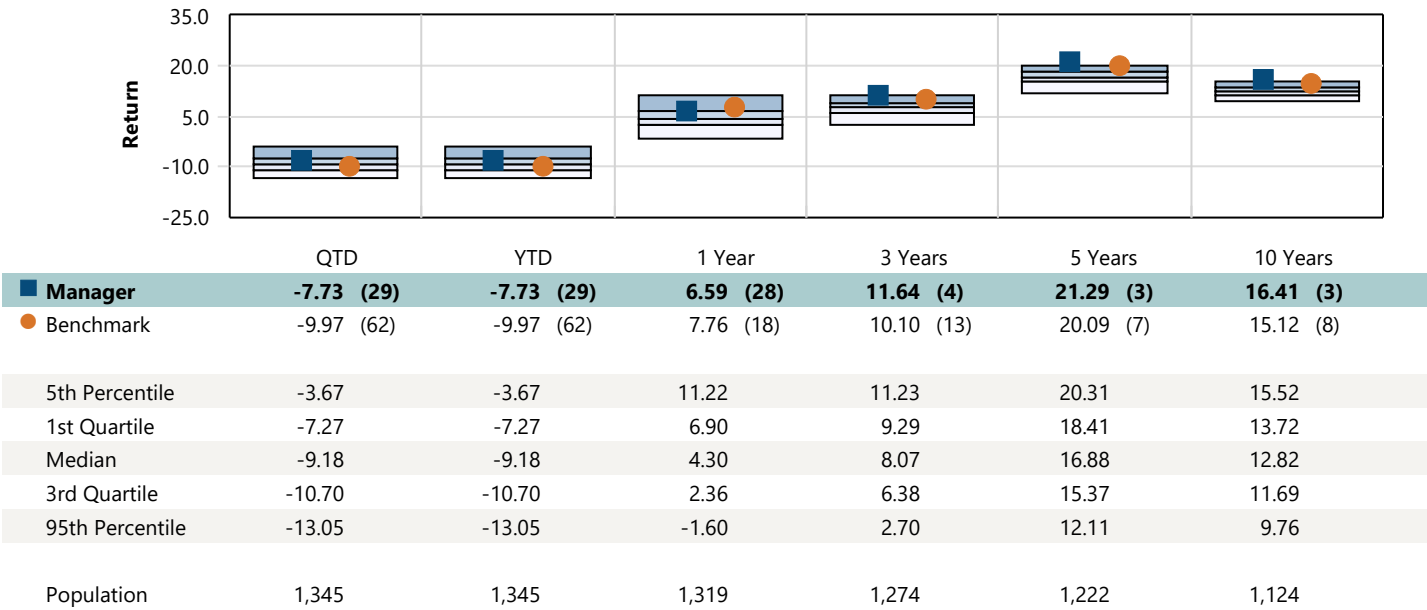 35.0
20.0
5.0
-10.0
-25.0
Return
QTD YTD 1 Year 3 Years 5 Years 10 Years
Manager -7.73 (29) -7.73 (29) 6.59 (28) 11.64 (4) 21.29 (3) 16.41 (3)
Benchmark -9.97 (62) -9.97 (62) 7.76 (18) 10.10 (13) 20.09 (7) 15.12 (8)
5th Percentile -3.67 -3.67 11.22 11.23 20.31 15.52
1st Quartile -7.27 -7.27 6.90 9.29 18.41 13.72
Median -9.18 -9.18 4.30 8.07 16.88 12.82
3rd Quartile -10.70 -10.70 2.36 6.38 15.37 11.69
95th Percentile -13.05 -13.05 -1.60 2.70 12.11 9.76
Population 1,345 1,345 1,319 1,274 1,222 1,124